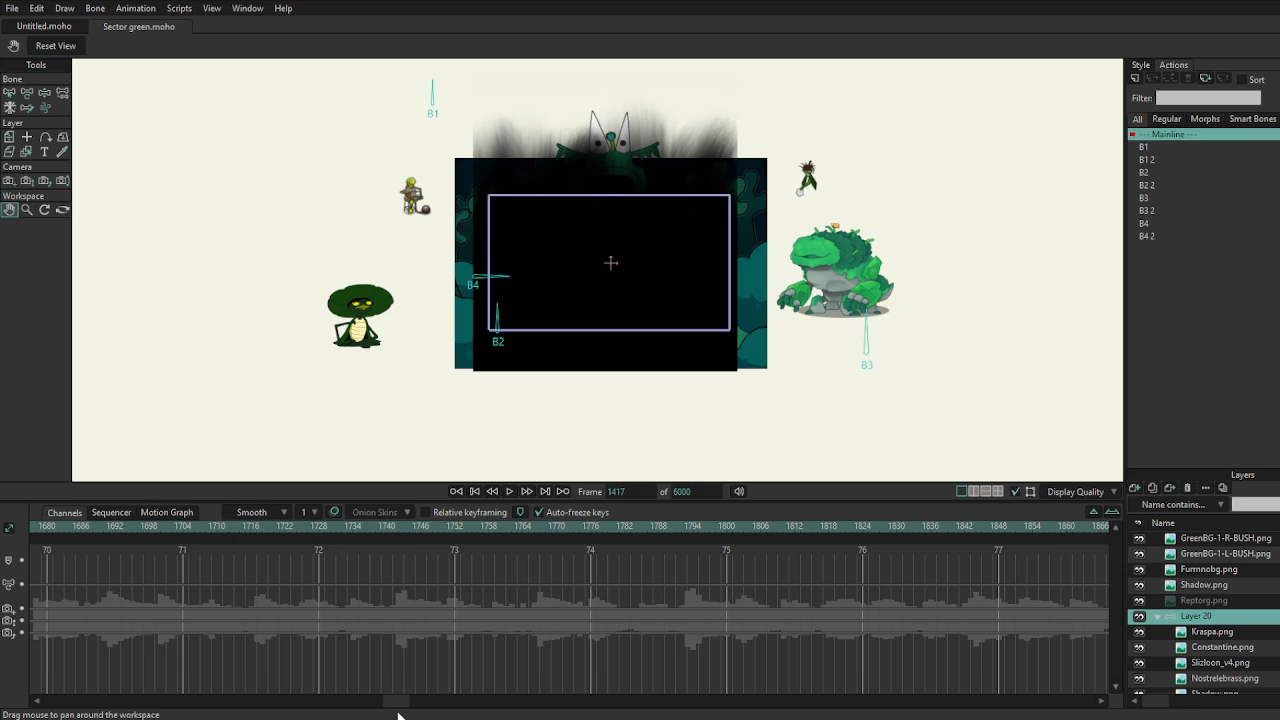 File Edit Draw Bone Animation Scripts View Window Help
Untitled.moho Sector green.moho
Reset View
Tools
Bone
Layer
Camera
Workspace
B1
B4
B2
B3
Style Actions
Sort
Filter:
All Regular Morphs Smart Bones
--- Mainline ---
B1
B1 2
B2
B2 2
B3
B3 2
B4
B4 2
Frame 1417 of 6000 Display Quality
Channels Sequencer Motion Graph Smooth 1 Onion Skins Relative keyframing Auto-freeze keys
1680 1686 1692 1698 1704 1710 1716 1722 1728 1734 1740 1746 1752 1758 1764 1770 1776 1782 1788 1794 1800 1806 1812 1818 1824 1830 1836 1842 1848 1854 1860 1866
70 71 72 73 74 75 76 77
Layers
Name contains...
Name
GreenBG-1-R-BUSH.png
GreenBG-1-L-BUSH.png
Furnnobg.png
Shadow.png
Reptorg.png
Layer 20
Kraspa.png
Constantine.png
Slizloon_v4.png
Nostrelebrass.png
Shadow.png
Drag mouse to pan around the workspace